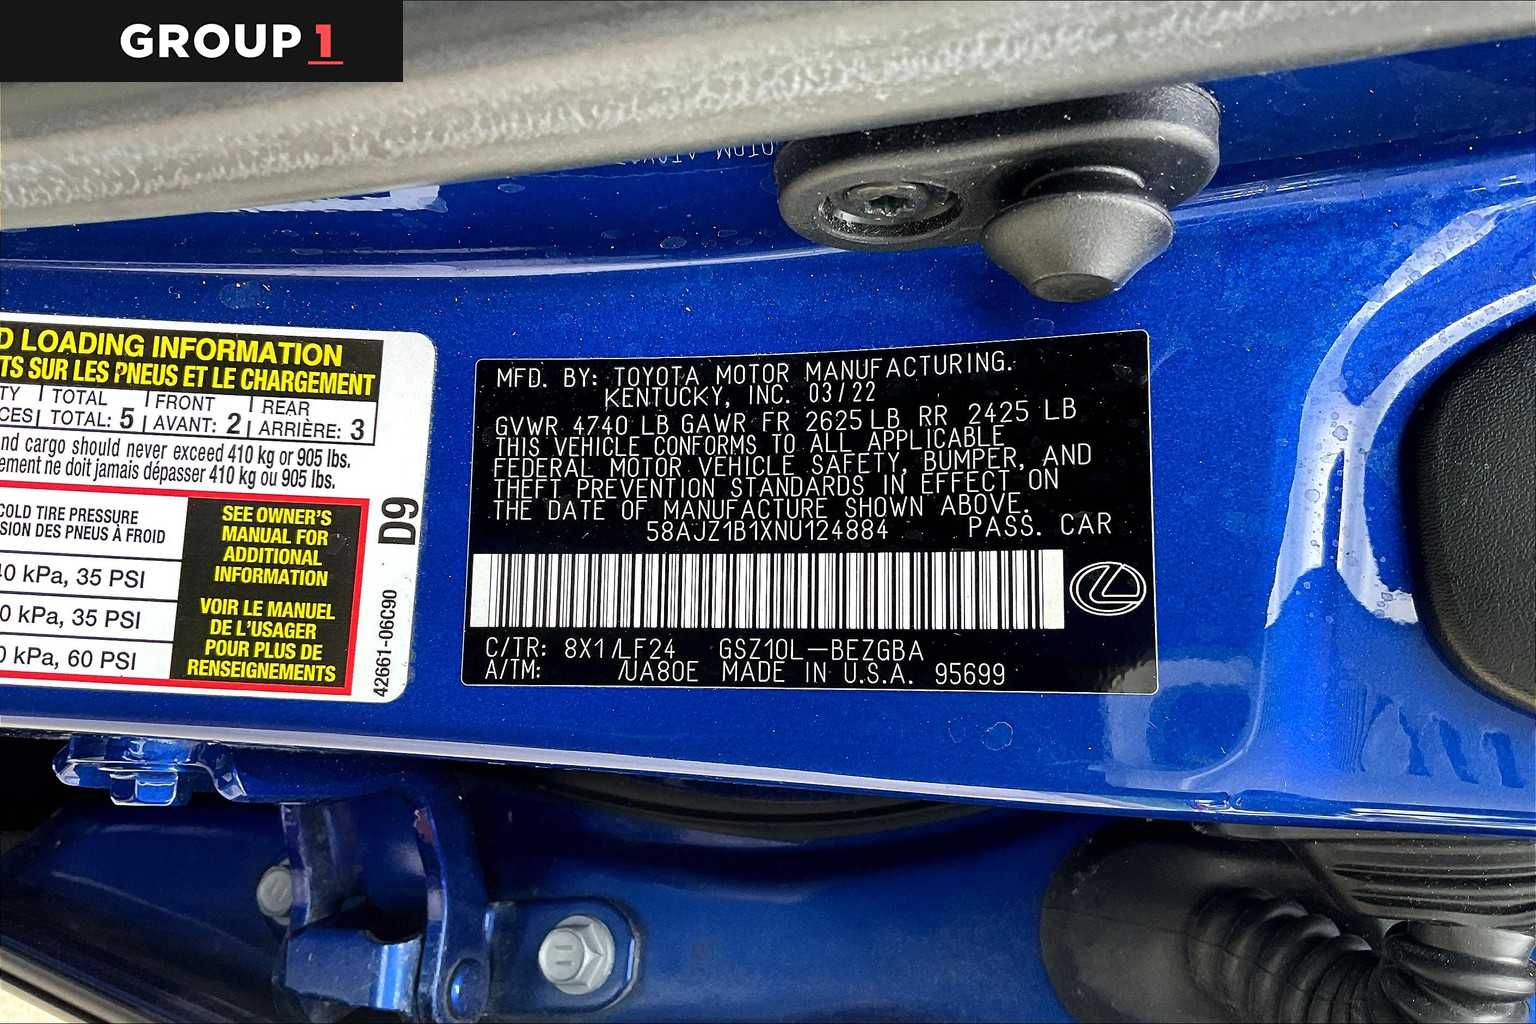 GROUP 1
D LOADING INFORMATION
TS SUR LES PNEUS ET LE CHARGEMENT
TOTAL FRONT REAR
TOTAL: 5 AVANT: 2 ARRIÈRE: 3
and cargo should never exceed 410 kg or 905 lbs.
ement ne doit jamais dépasser 410 kg ou 905 lbs.
COLD TIRE PRESSURE
SION DES PNEUS À FROID
40 kPa, 35 PSI
0 kPa, 35 PSI
0 kPa, 60 PSI
SEE OWNER'S
MANUAL FOR
ADDITIONAL
INFORMATION
VOIR LE MANUEL
DE L'USAGER
POUR PLUS DE
RENSEIGNEMENTS
D9
42661-06C90
MFD. BY: TOYOTA MOTOR MANUFACTURING.
KENTUCKY, INC. 03/22
GVWR 4740 LB GAWR FR 2625 LB RR 2425 LB
THIS VEHICLE CONFORMS TO ALL APPLICABLE
FEDERAL MOTOR VEHICLE SAFETY, BUMPER, AND
THEFT PREVENTION STANDARDS IN EFFECT ON
THE DATE OF MANUFACTURE SHOWN ABOVE.
58AJZ1B1XNU124884 PASS. CAR
C/TR: 8X1/LF24 GSZ10L-BEZGBA
A/TM: /UA80E MADE IN U.S.A. 95699